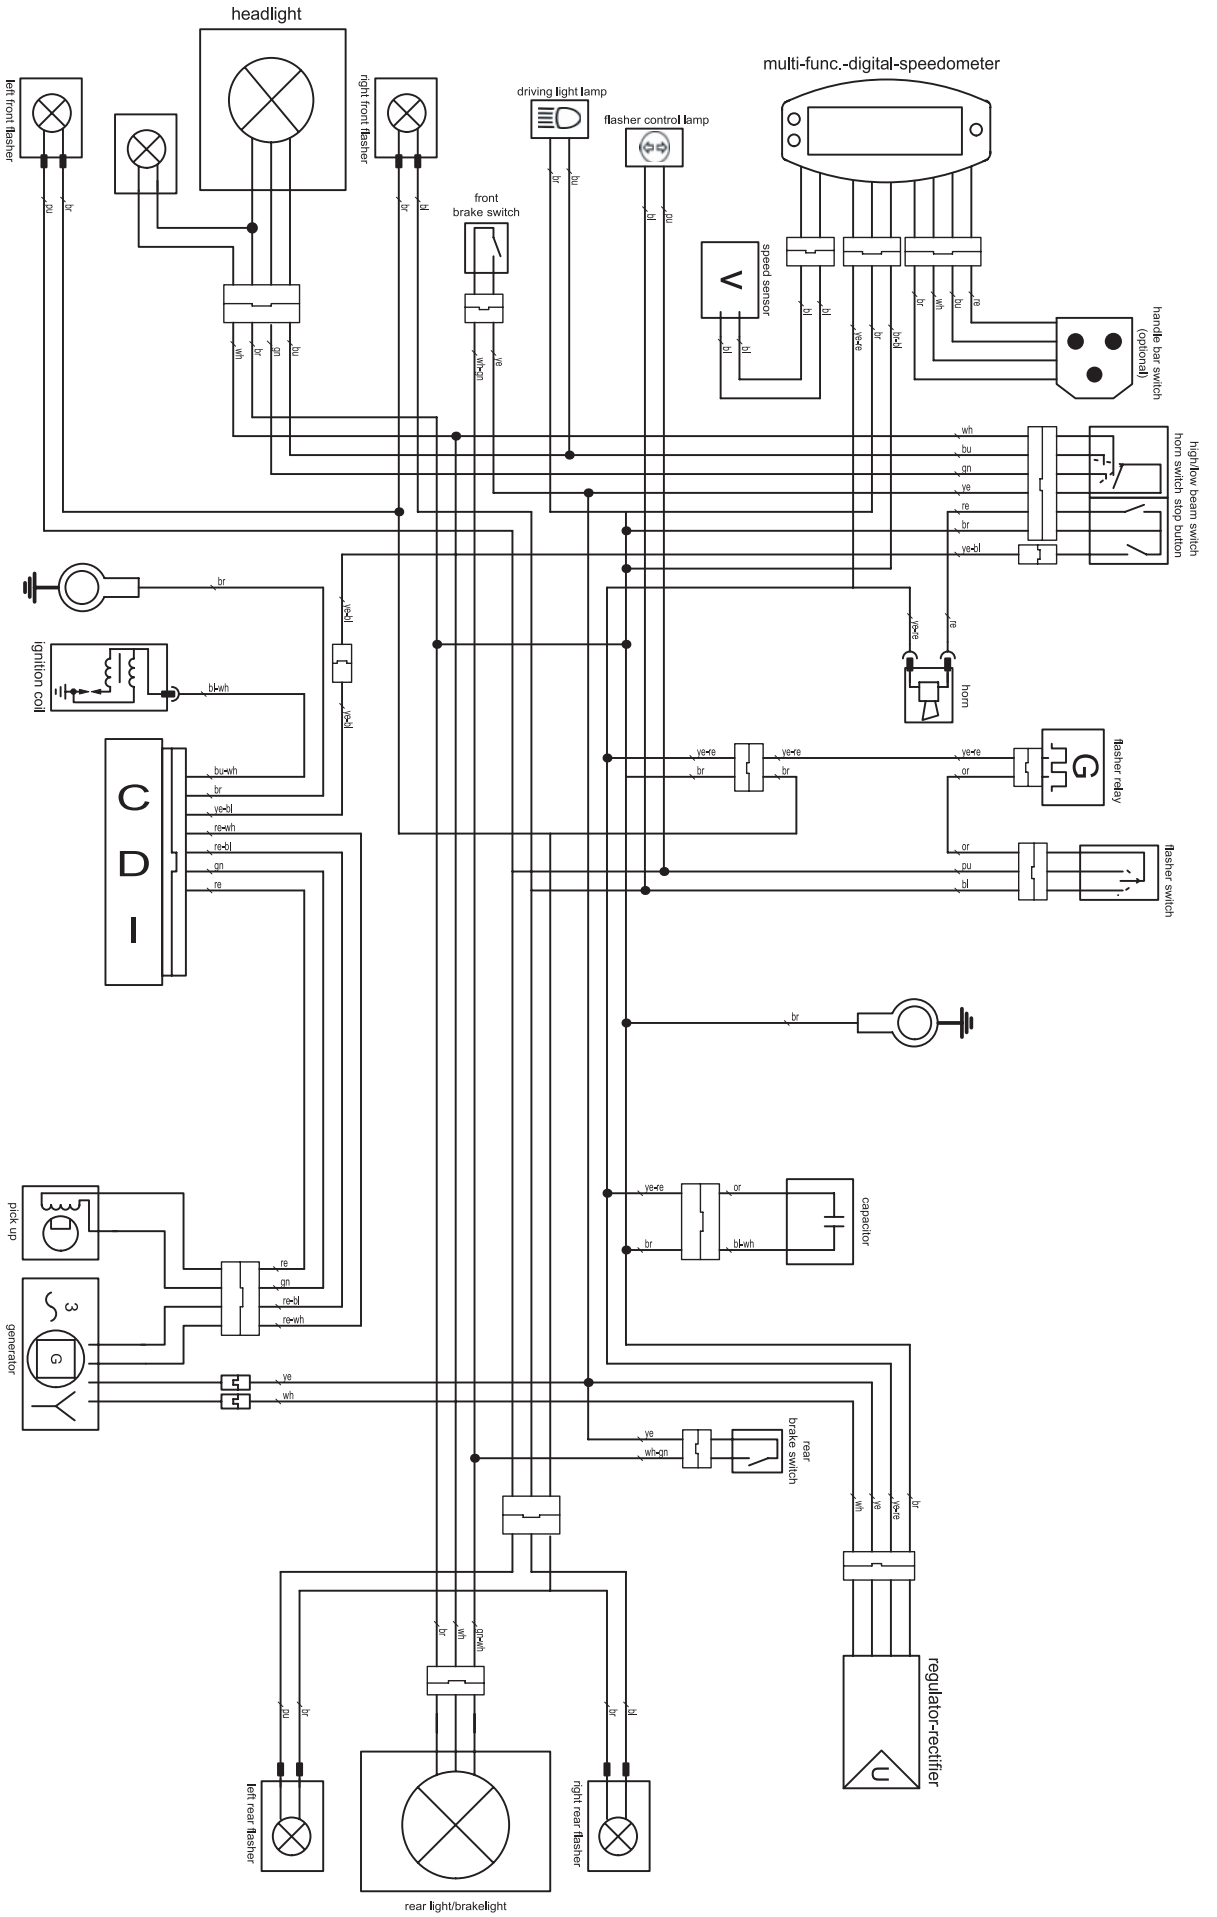 headlight
multi-func.-digital-speedometer
left front flasher
right front flasher
driving light lamp
flasher control lamp
front
brake switch
pu
br
br
bl
br
bu
bl
pu
V
speed sensor
bl
bl
bl
bl
ye-re
br
br-bl
br
wh
bu
re
handle bar switch
(optional)
wh
br
gn
bu
wh-gn
ye
wh
bu
gn
ye
re
br
ye-bl
high/low beam switch
horn switch stop button
br
ye-bl
ye-re
re
horn
ignition coil
bl-wh
ye-bl
ye-re
br
ye-re
br
ye-re
or
G
flasher relay
C
D
I
bu-wh
br
ye-bl
re-wh
re-bl
gn
re
or
pu
bl
flasher switch
br
pick up
ye-re
br
or
bl-wh
capacitor
re
gn
re-bl
re-wh
3
G
generator
ye
wh
ye
wh-gn
rear
brake switch
wh
ye
ye-re
br
br
wh
gn-wh
pu
br
br
bl
regulator-rectifier
U
left rear flasher
right rear flasher
rear light/brakelight